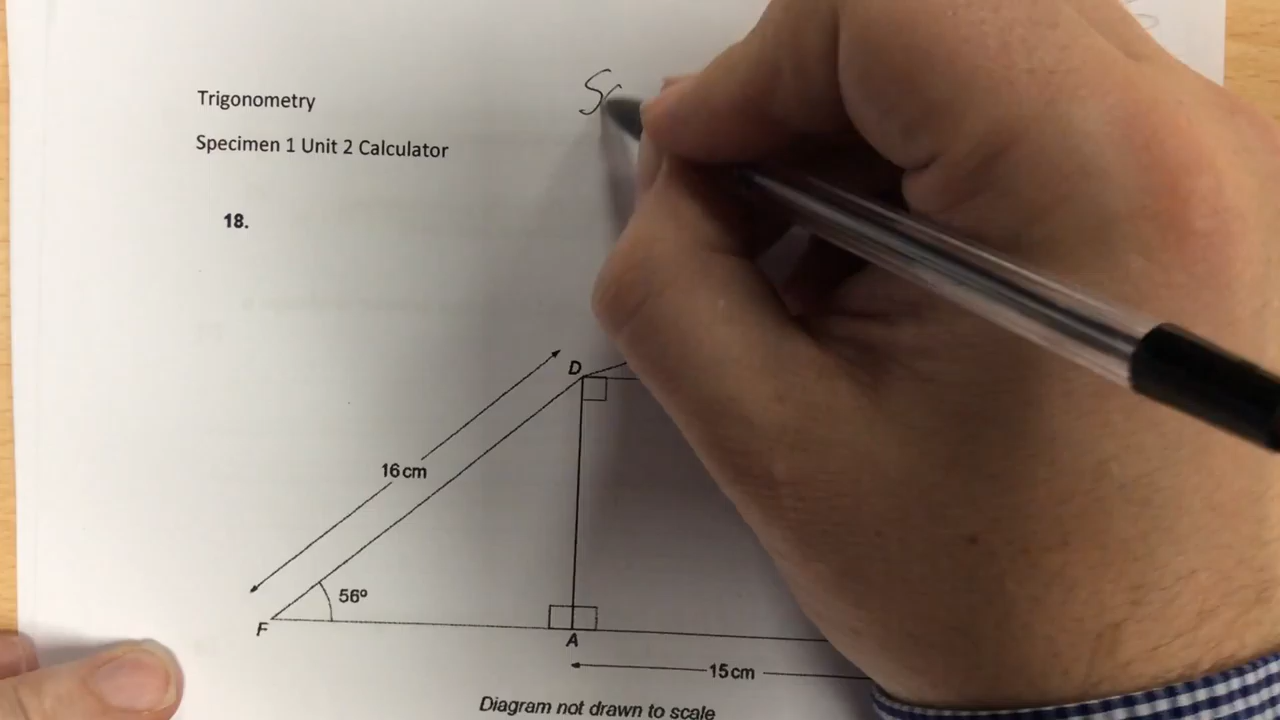 Trigonometry
Specimen 1 Unit 2 Calculator
18.
D
16 cm
56°
F
A
15 cm
Diagram not drawn to scale